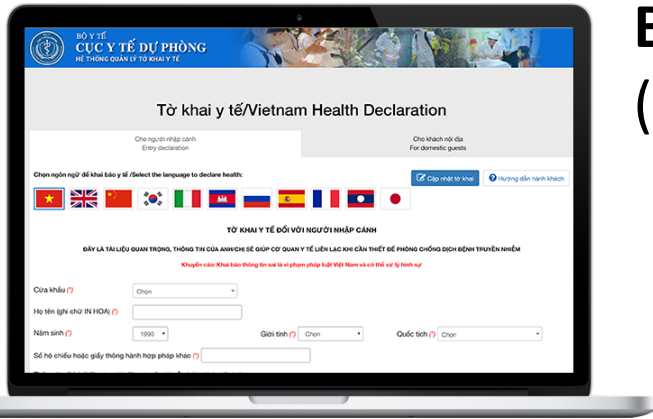 BỘ Y TẾ
CỤC Y TẾ DỰ PHÒNG
HỆ THỐNG QUẢN LÝ TỜ KHAI Y TẾ
Tờ khai y tế/Vietnam Health Declaration
Cho người nhập cảnh
Entry declaration
Cho khách nội địa
For domestic guests
Chọn ngôn ngữ để khai báo y tế /Select the language to declare health:
Cập nhật tờ khai
Hướng dẫn hành khách
TỜ KHAI Y TẾ ĐỐI VỚI NGƯỜI NHẬP CẢNH
ĐÂY LÀ TÀI LIỆU QUAN TRỌNG, THÔNG TIN CỦA ANH/CHỊ SẼ GIÚP CƠ QUAN Y TẾ LIÊN LẠC KHI CẦN THIẾT ĐỂ PHÒNG CHỐNG DỊCH BỆNH TRUYỀN NHIỄM
Khuyến cáo: Khai báo thông tin sai là vi phạm pháp luật Việt Nam và có thể xử lý hình sự
Cửa khẩu (*) Chọn
Họ tên (ghi chữ IN HOA) (*)
Năm sinh (*) 1990 Giới tính (*) Chọn Quốc tịch (*) Chọn
Số hộ chiếu hoặc giấy thông hành hợp pháp khác (*)